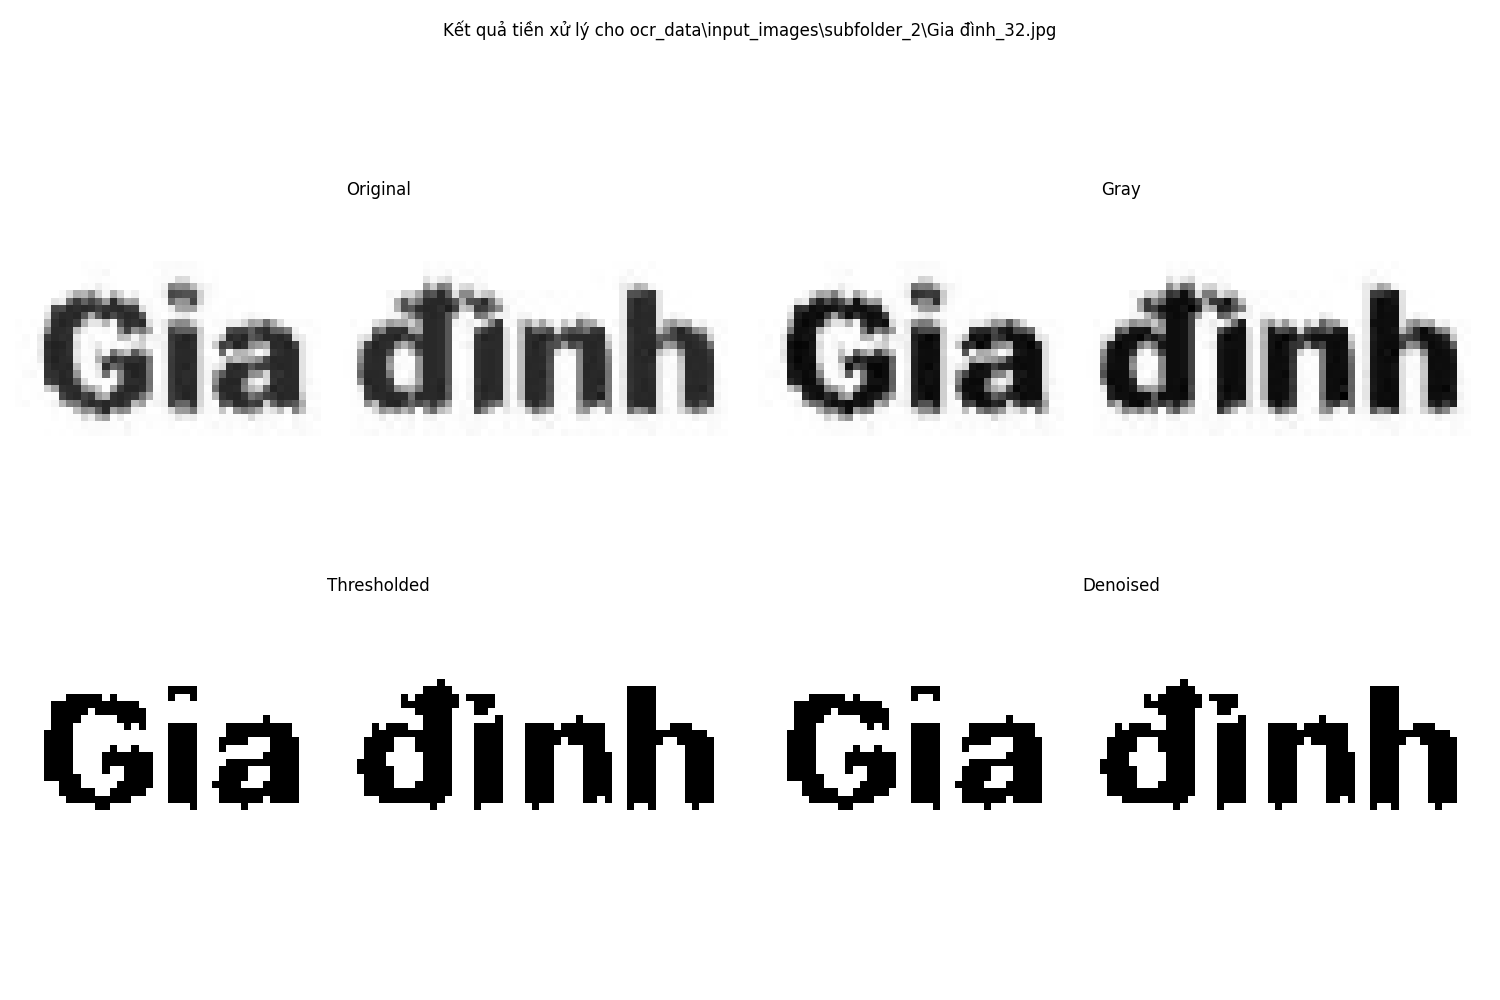 Kết quả tiền xử lý cho ocr_data\input_images\subfolder_2\Gia đình_32.jpg
Original
Gray
Gia đình
Gia đình
Thresholded
Denoised
Gia đình
Gia đình